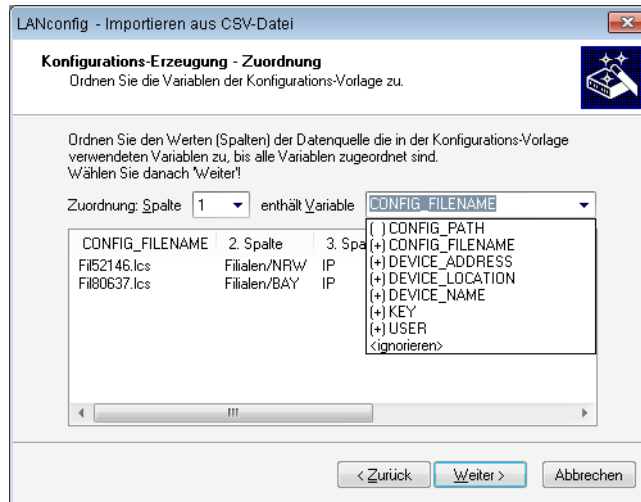 LANconfig - Importieren aus CSV-Datei
Konfigurations-Erzeugung - Zuordnung
Ordnen Sie die Variablen der Konfigurations-Vorlage zu.
Ordnen Sie den Werten (Spalten) der Datenquelle die in der Konfigurations-Vorlage
verwendeten Variablen zu, bis alle Variablen zugeordnet sind.
Wählen Sie danach 'Weiter'!
Zuordnung: Spalte 1 enthält Variable CONFIG_FILENAME
( ) CONFIG_PATH
(+) CONFIG_FILENAME
(+) DEVICE_ADDRESS
(+) DEVICE_LOCATION
(+) DEVICE_NAME
(+) KEY
(+) USER
<ignorieren>
CONFIG_FILENAME 2. Spalte 3. Spa
Fil52146.lcs Filialen/NRW IP
Fil80637.lcs Filialen/BAY IP
< Zurück Weiter > Abbrechen